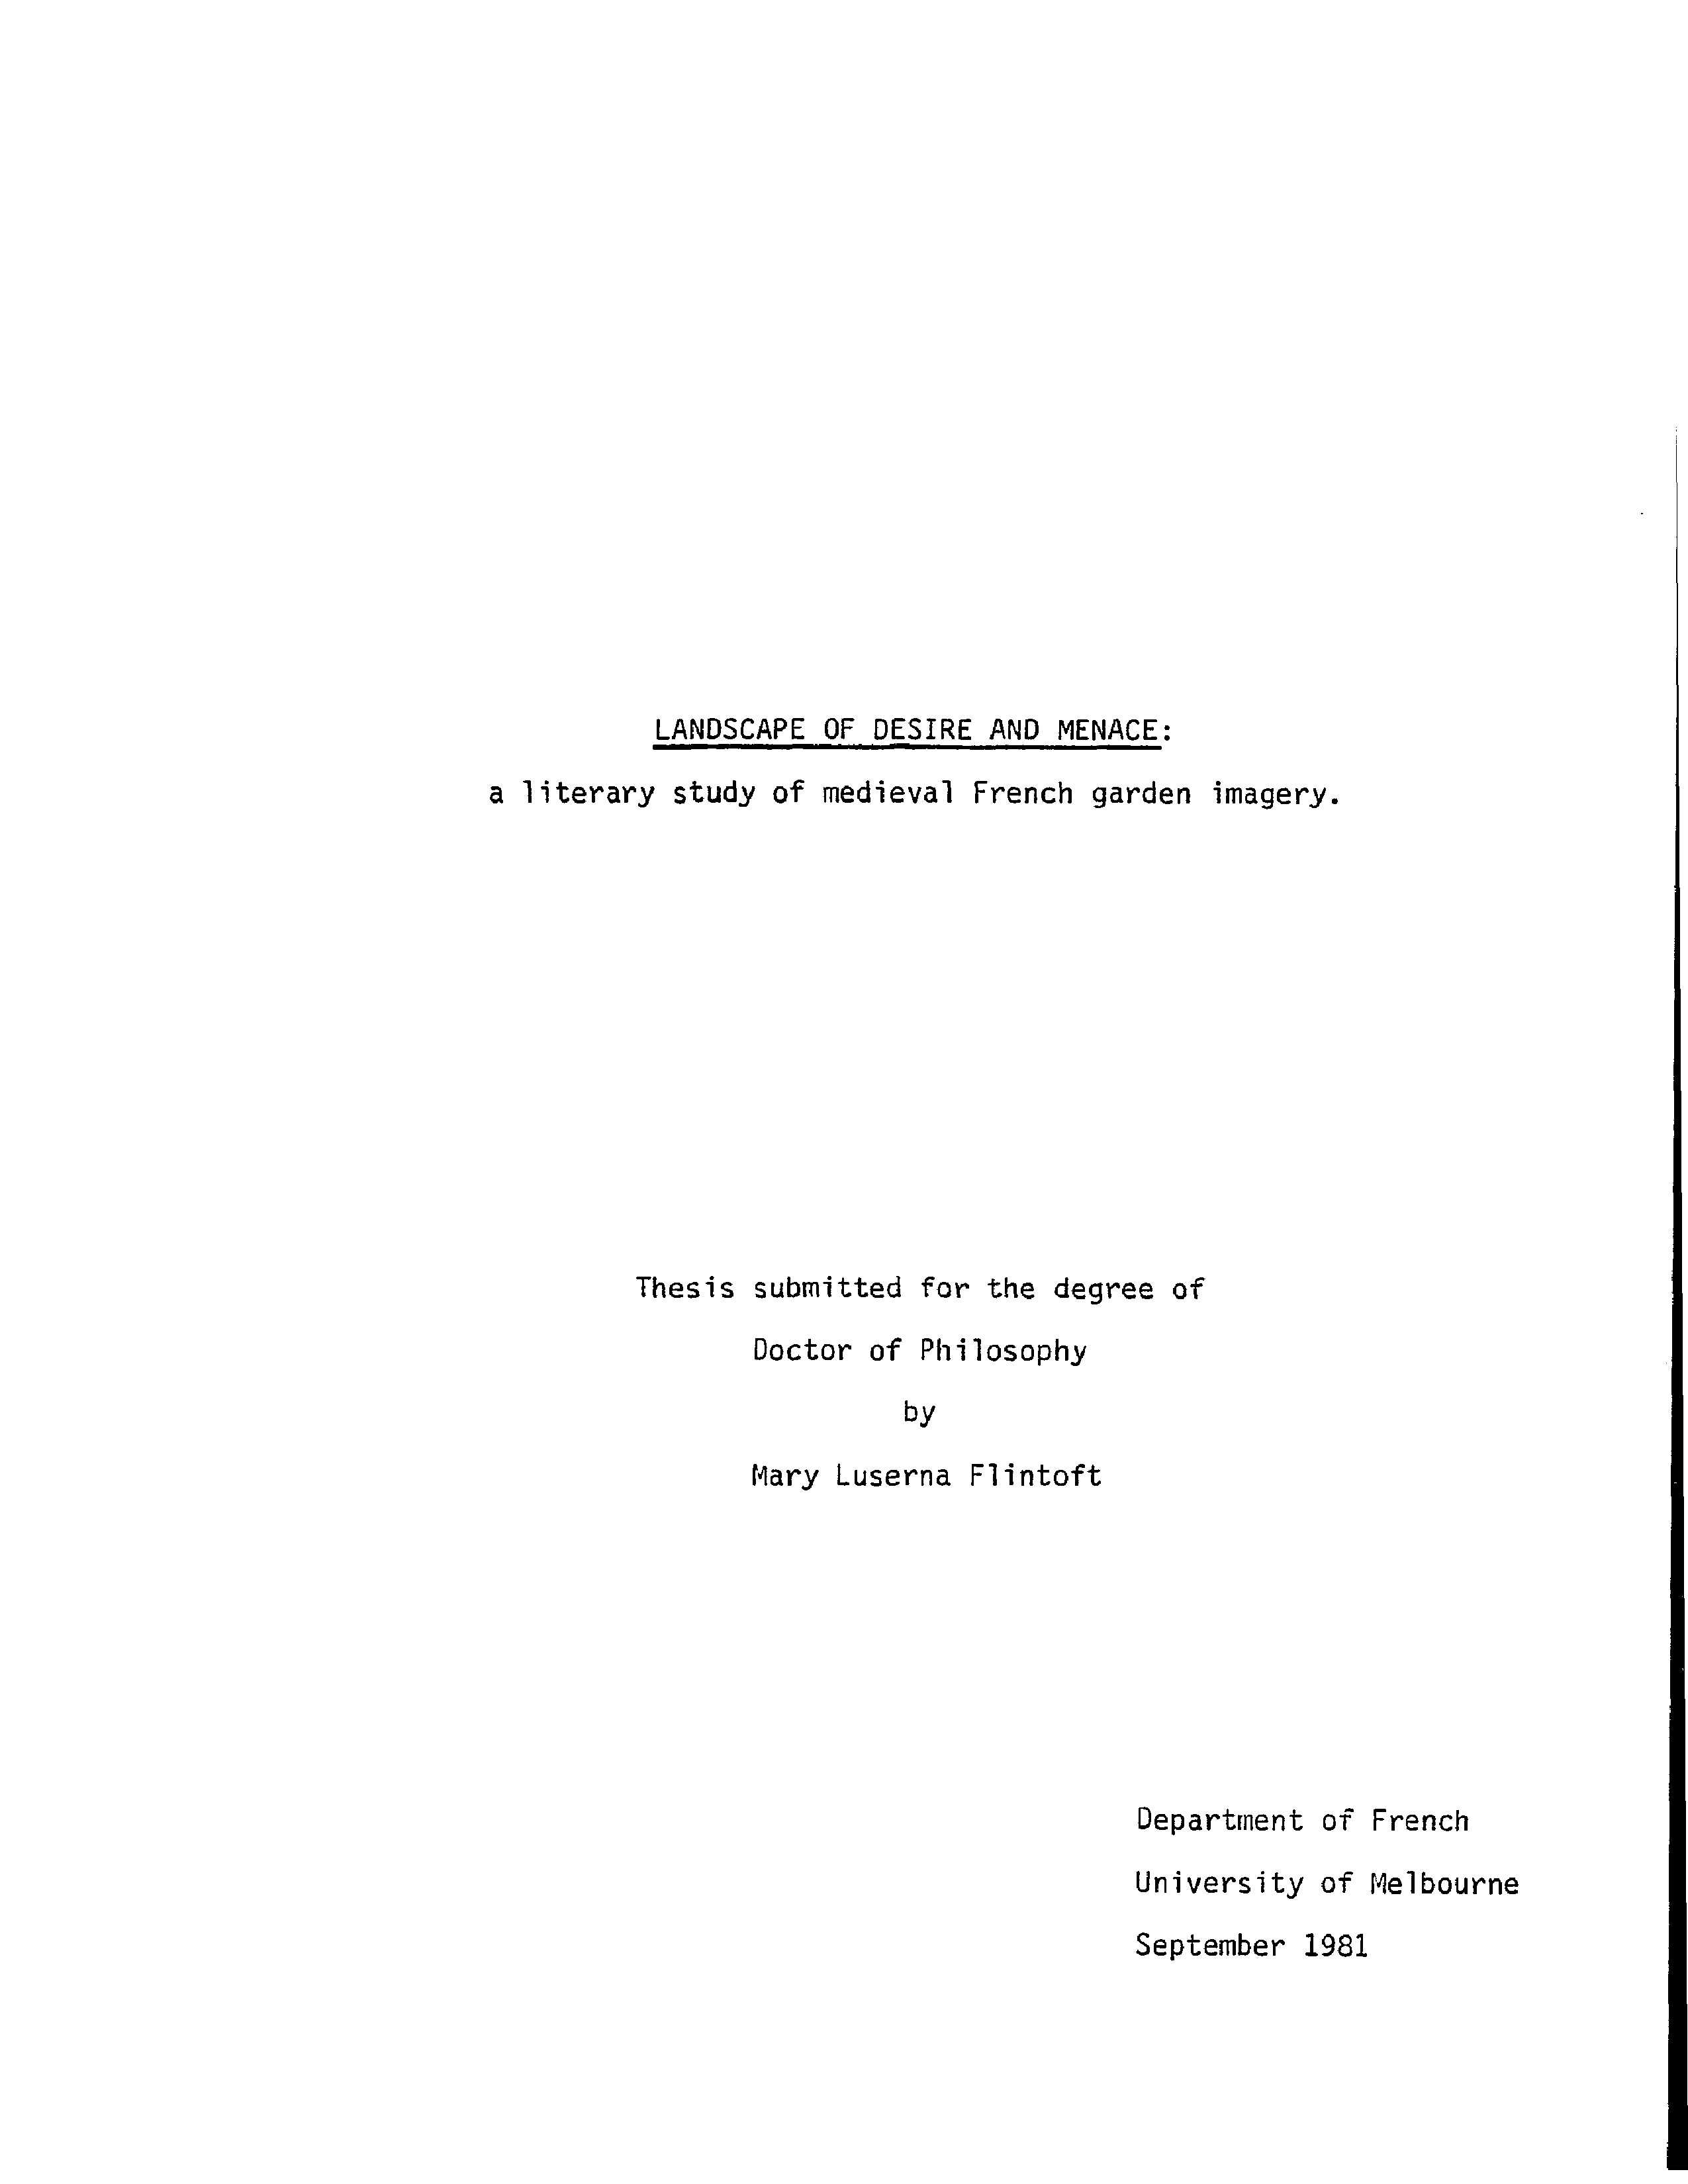 LANDSCAPE OF DESIRE AND MENACE:
a literary study of medieval French garden imagery.
Thesis submitted for the degree of
Doctor of Philosophy
by
Mary Luserna Flintoft
Department of French
University of Melbourne
September 1981